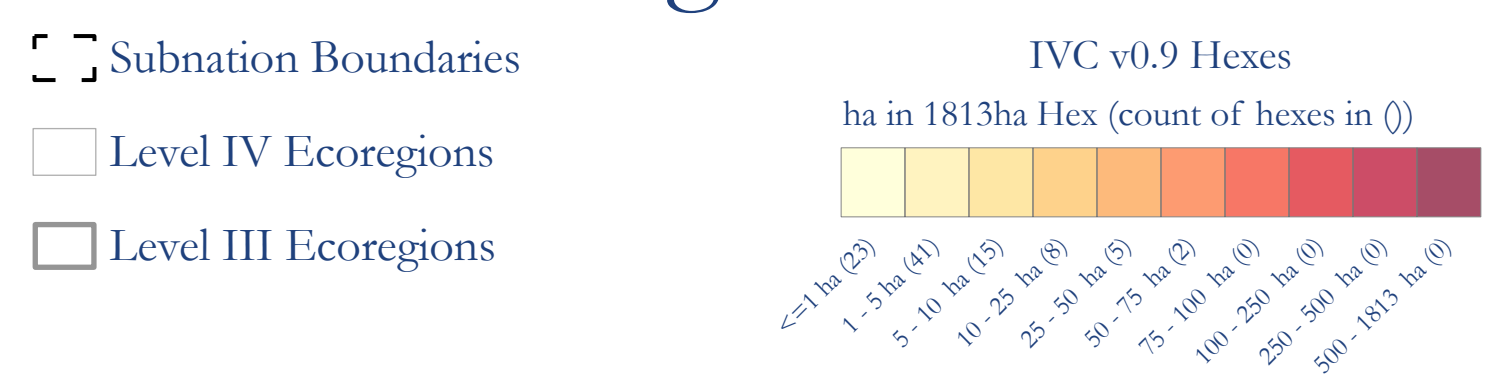 Subnation Boundaries
Level IV Ecoregions
Level III Ecoregions
IVC v0.9 Hexes
ha in 1813ha Hex (count of hexes in ())
<=1 ha (23)
1 - 5 ha (41)
5 - 10 ha (15)
10 - 25 ha (8)
25 - 50 ha (5)
50 - 75 ha (2)
75 - 100 ha (0)
100 - 250 ha (0)
250 - 500 ha (0)
500 - 1813 ha (0)